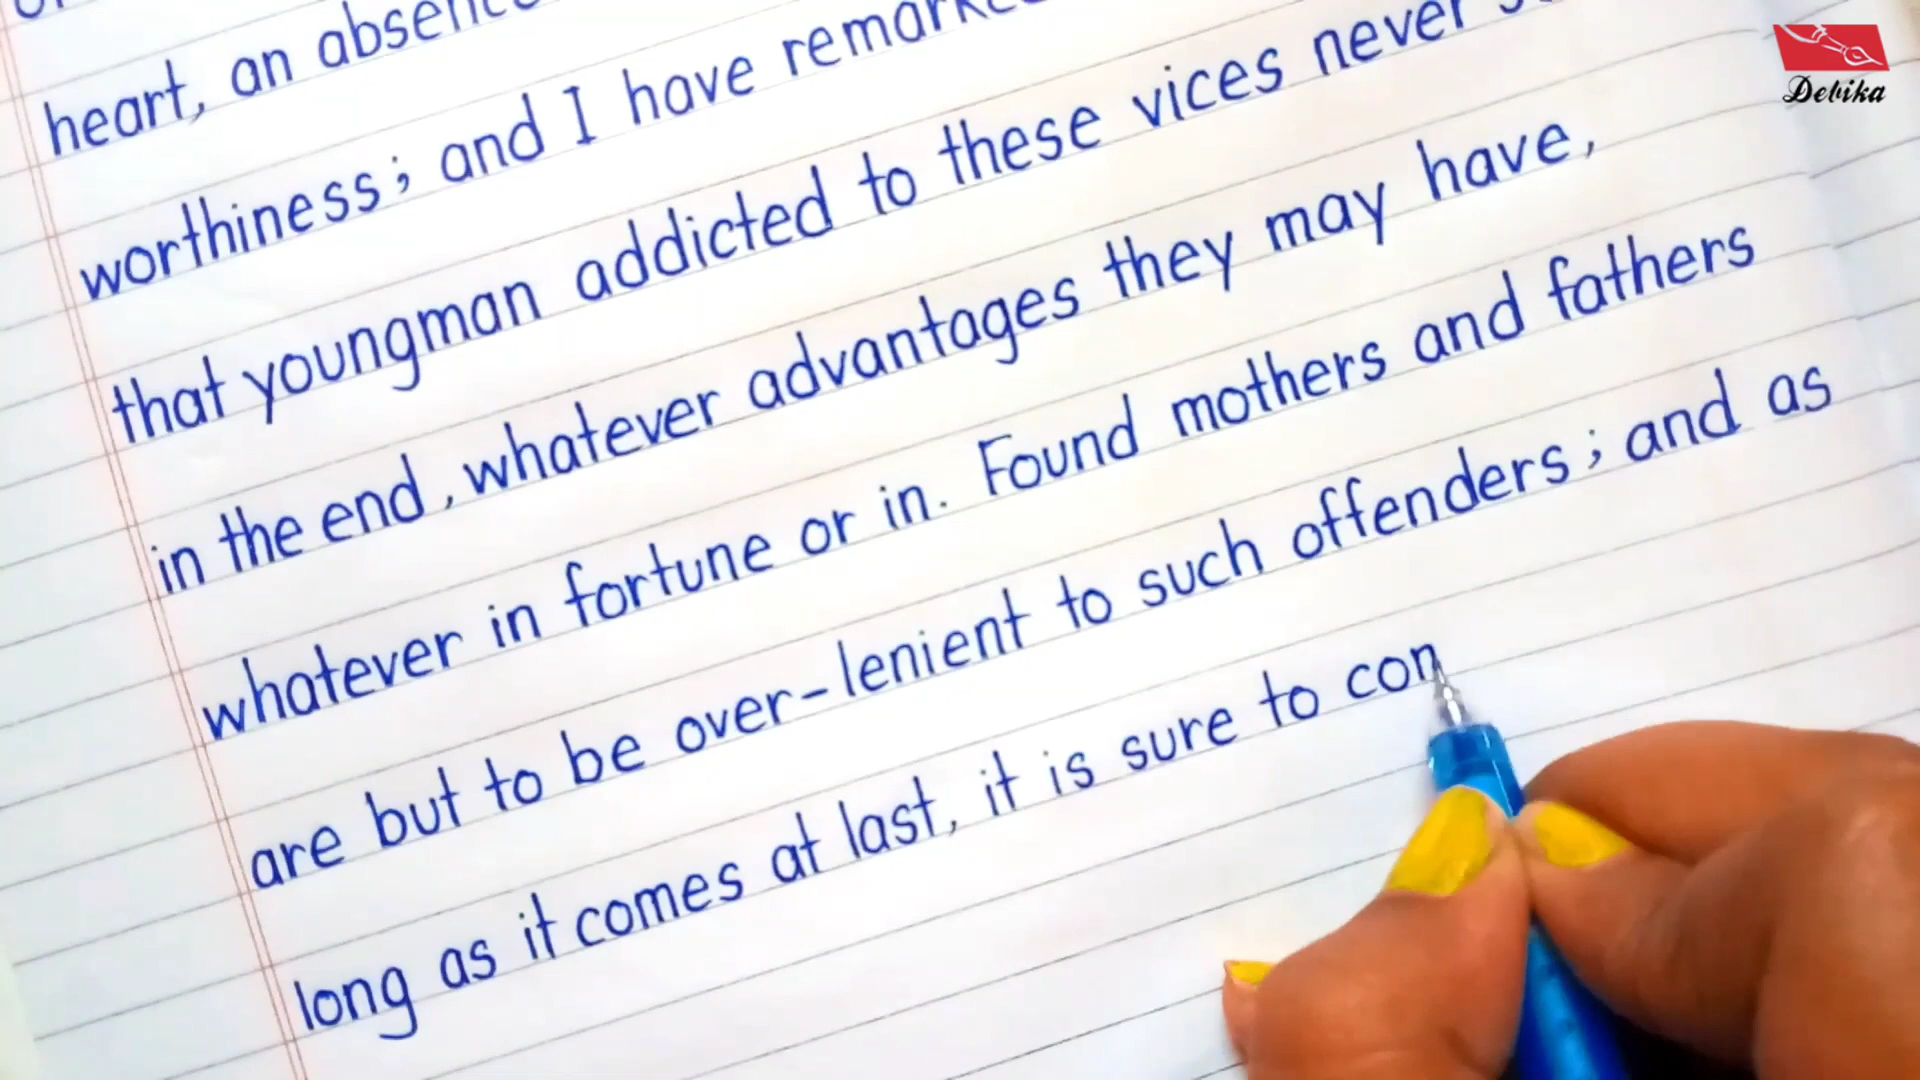 heart, an
worthiness; and I have
that youngman addicted to these vices never
in the end, whatever advantages they may have,
whatever in fortune or in. Found mothers and fathers
are but to be over-lenient to such offenders; and as
long as it comes at last, it is sure to con
Debika